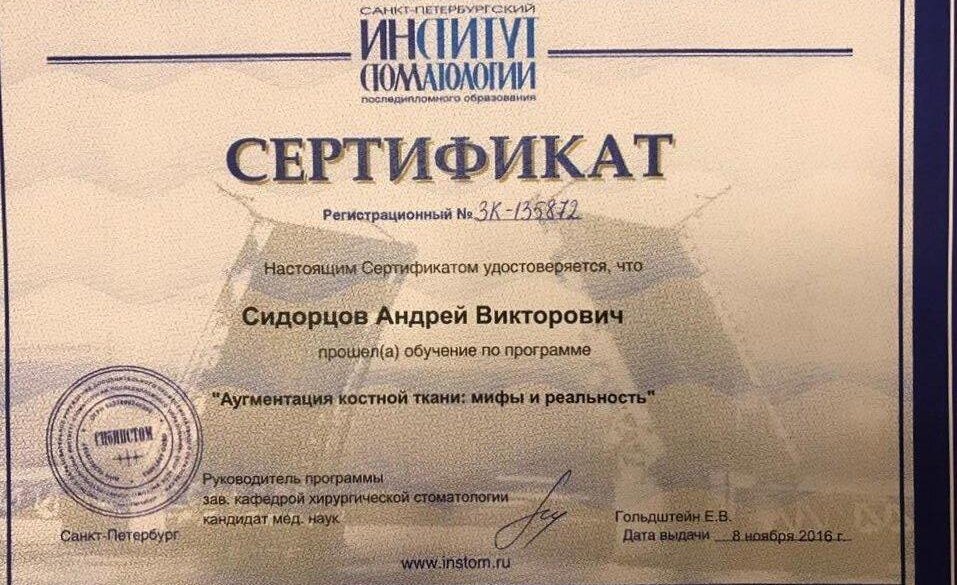 САНКТ-ПЕТЕРБУРГСКИЙ
ИНСТИТУТ
СТОМАТОЛОГИИ
последипломного образования
СЕРТИФИКАТ
Регистрационный № ЗК-135872
Настоящим Сертификатом удостоверяется, что
Сидорцов Андрей Викторович
прошел(а) обучение по программе
"Аугментация костной ткани: мифы и реальность"
СПБИНСТОМ
Руководитель программы
зав. кафедрой хирургической стоматологии
кандидат мед. наук
Гольдштейн Е.В.
Санкт-Петербург
Дата выдачи 8 ноября 2016 г.
www.instom.ru